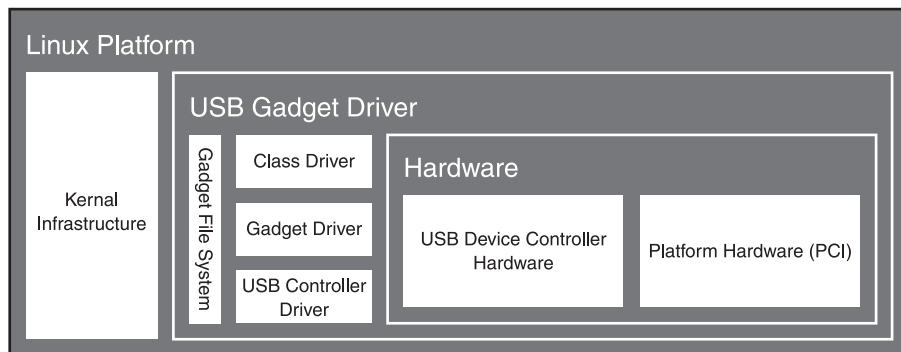 Linux Platform
Kernal
Infrastructure
USB Gadget Driver
Gadget File System
Class Driver
Gadget Driver
USB Controller
Driver
Hardware
USB Device Controller
Hardware
Platform Hardware (PCI)